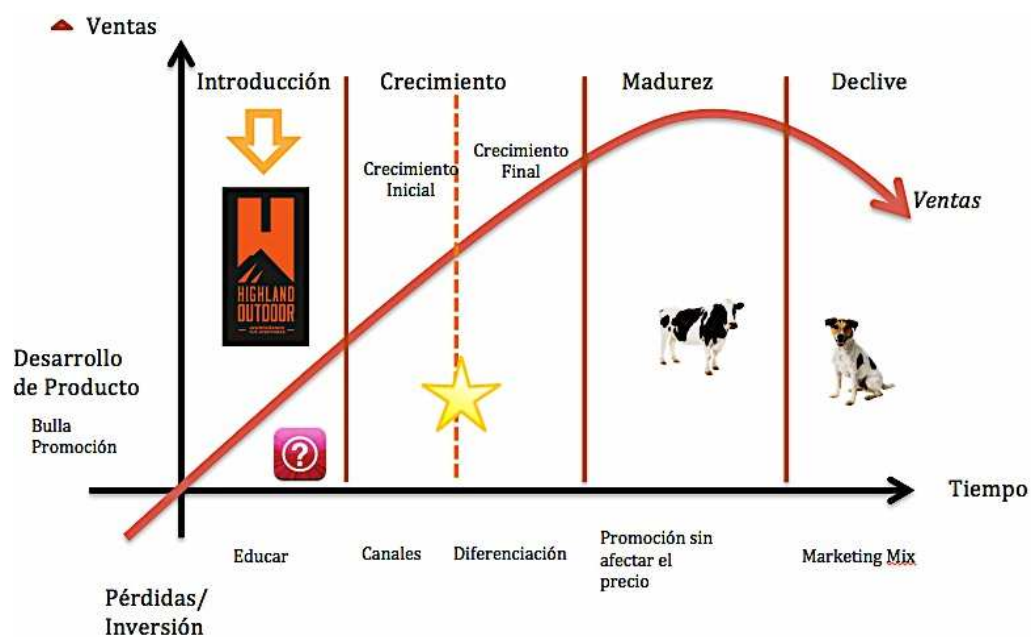 Ventas
Introducción
Crecimiento
Madurez
Declive
Crecimiento
Inicial
Crecimiento
Final
Ventas
HIGHLAND
OUTDOOR
Desarrollo
de Producto
Bulla
Promoción
?
Tiempo
Educar
Canales
Diferenciación
Promoción sin
afectar el
precio
Marketing Mix
Pérdidas/
Inversión